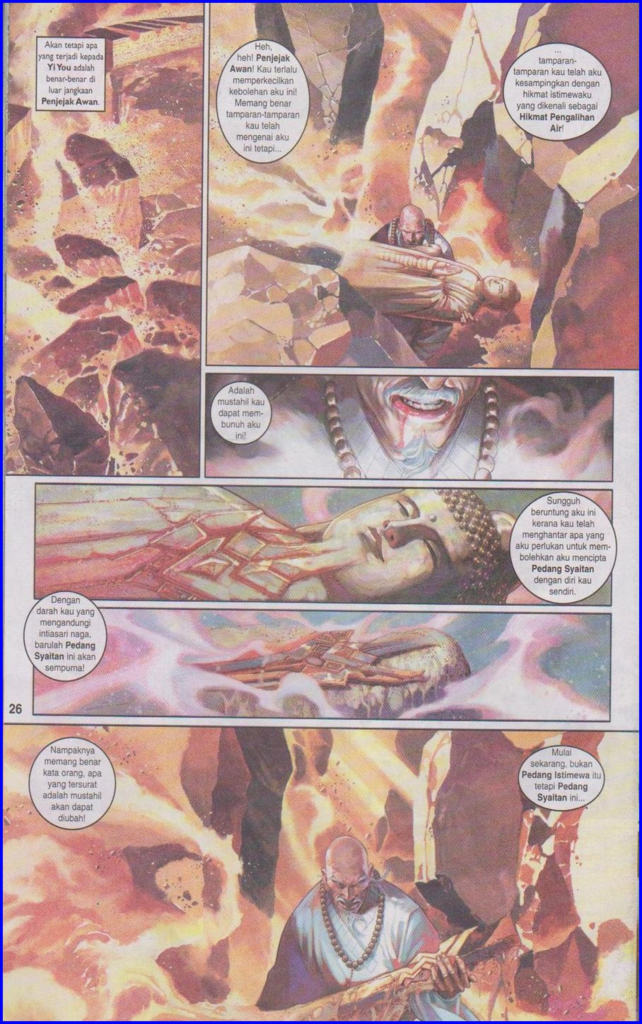 Akan tetapi apa
yang terjadi kepada
Yi You adalah
benar-benar di
luar jangkaan
Penjejak Awan.
Heh,
heh! Penjejak
Awan! Kau terlalu
memperkecilkan
kebolehan aku ini!
Memang benar
tamparan-tamparan
kau telah
mengenai aku
ini tetapi...
...
tamparan-
tamparan kau telah aku
kesampingkan dengan
hikmat istimewaku
yang dikenali sebagai
Hikmat Pengalihan
Air!
Adalah
mustahil kau
dapat mem-
bunuh aku
ini!
Sungguh
beruntung aku ini
kerana kau telah
menghantar apa yang
aku perlukan untuk mem-
bolehkan aku mencipta
Pedang Syaitan
dengan diri kau
sendiri.
Dengan
darah kau yang
mengandungi
intiasari naga,
barulah Pedang
Syaitan ini akan
sempurna!
26
Nampaknya
memang benar
kata orang, apa
yang tersurat
adalah mustahil
akan dapat
diubah!
Mulai
sekarang, bukan
Pedang Istimewa itu
tetapi Pedang
Syaitan ini...